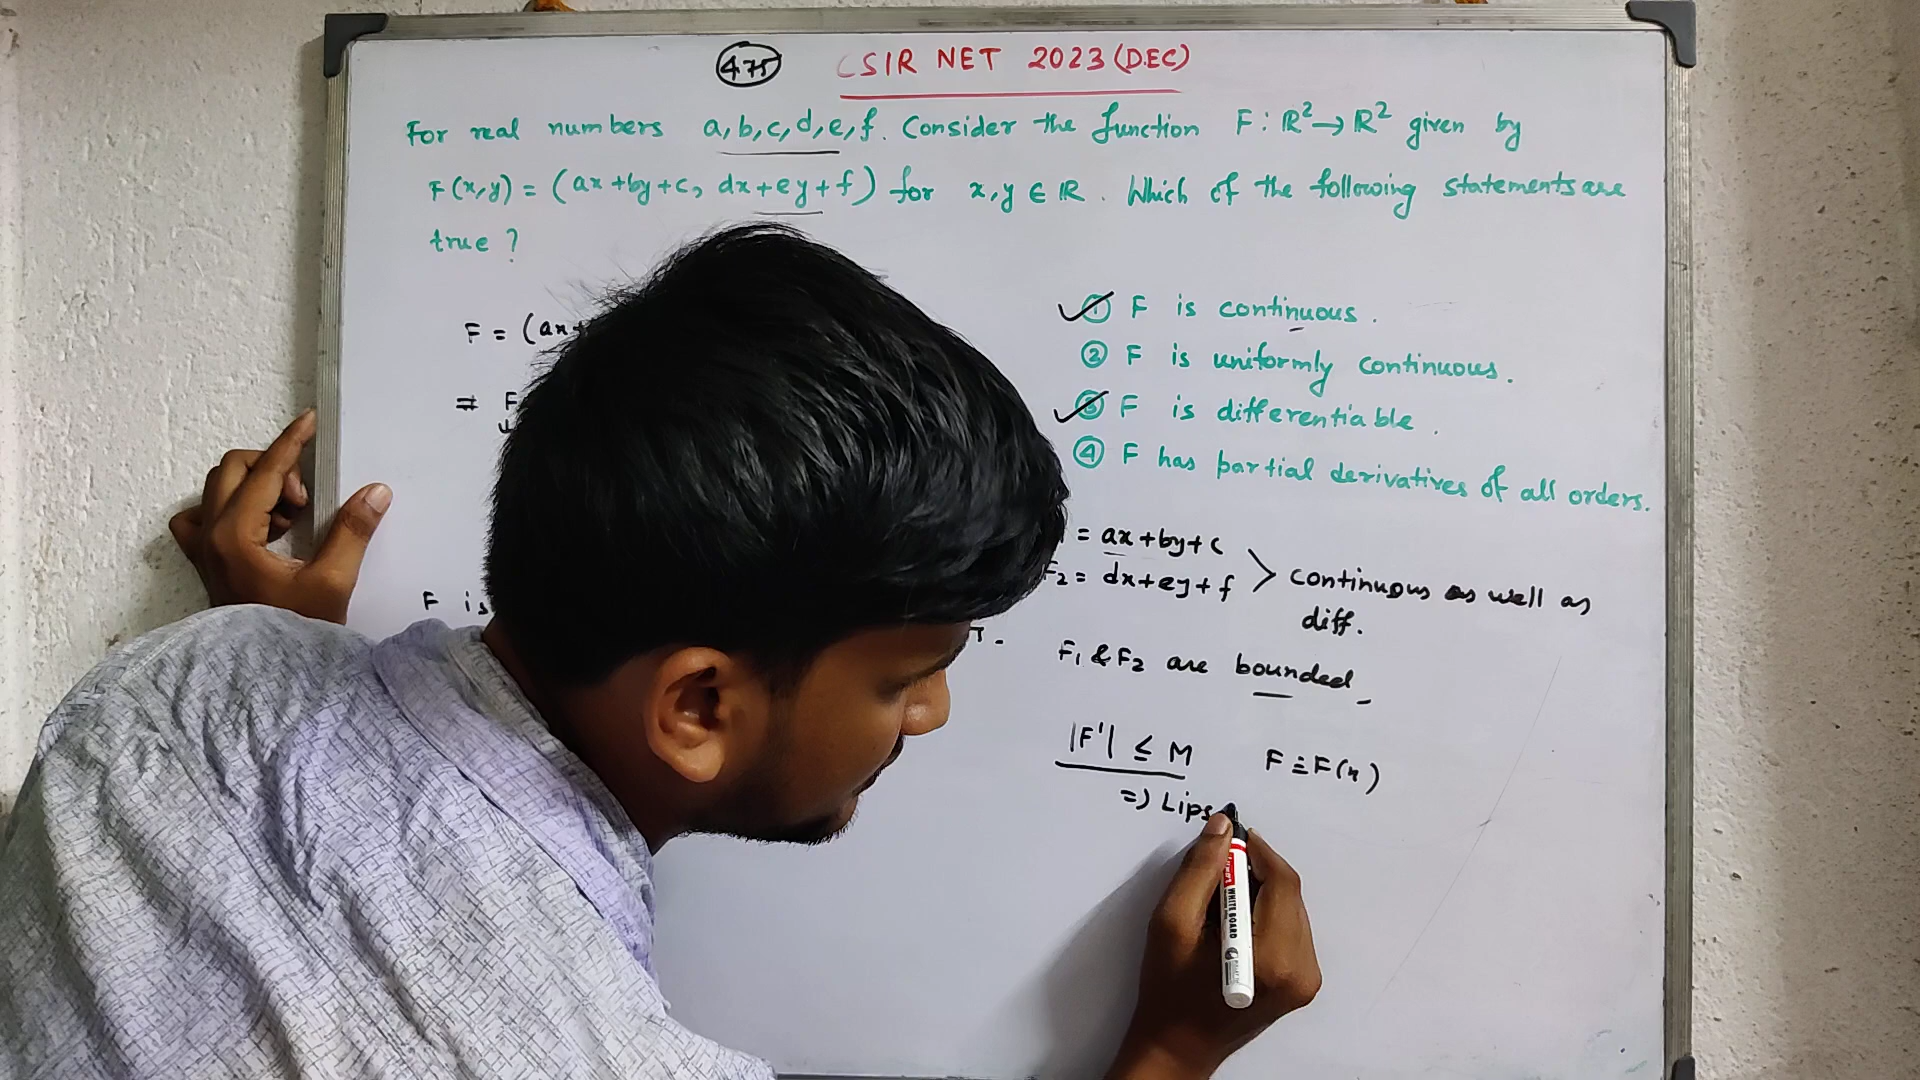 475 CSIR NET 2023 (DEC)
For real numbers a, b, c, d, e, f. Consider the function F : ℝ² → ℝ² given by
F(x,y) = (ax + by + c, dx + ey + f) for x, y ∈ ℝ. Which of the following statements are
true ?
F = (ax+
= F
↓
F is
① F is continuous.
② F is uniformly continuous.
③ F is differentiable.
④ F has partial derivatives of all orders.
= ax + by + c
F₂ = dx + ey + f > continuous as well as
diff.
F₁ & F₂ are bounded
|F'| ≤ M F ≡ F(x)
=) Lips
WHITE BOARD